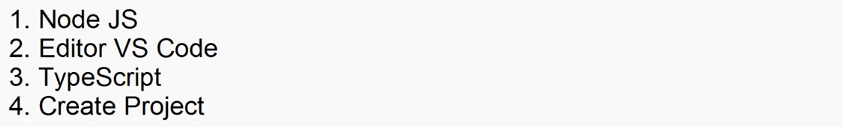 1. Node JS
2. Editor VS Code
3. TypeScript
4. Create Project